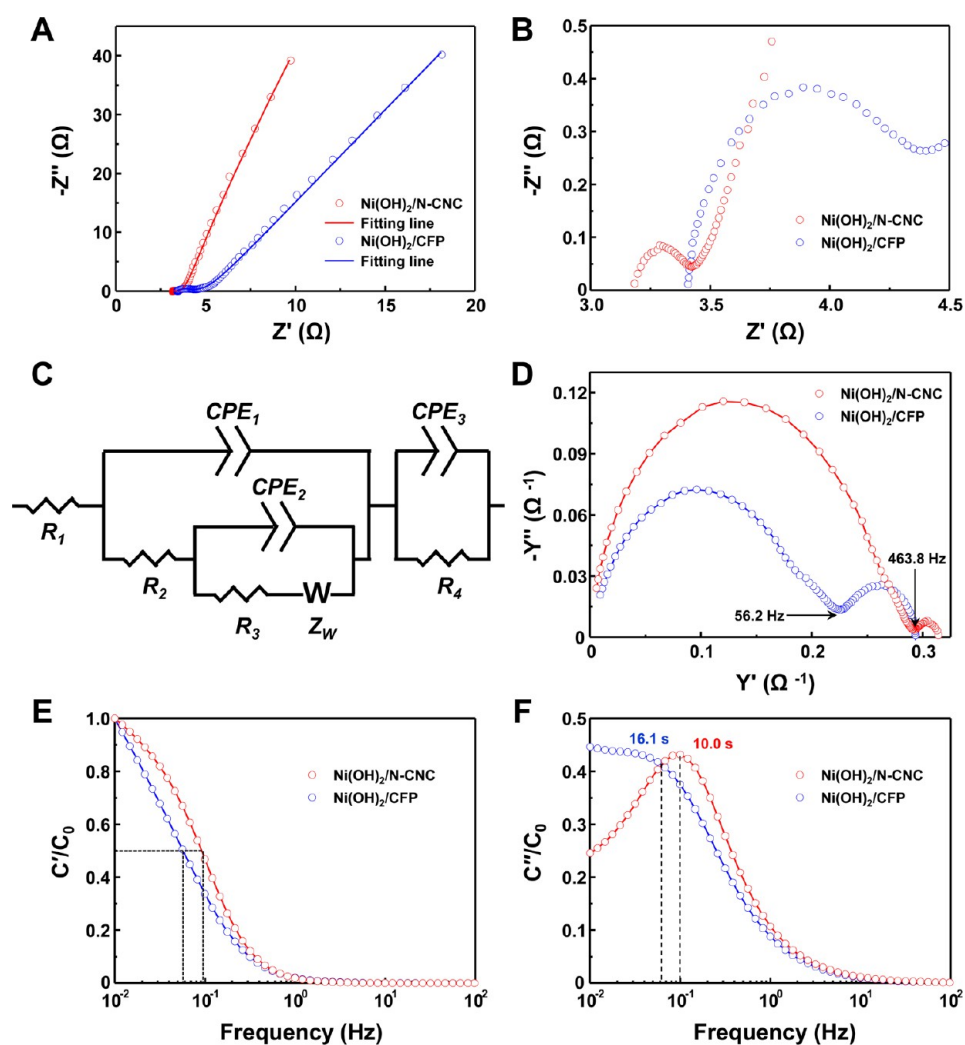 A
-Z'' (Ω)
40
30
20
10
0
0 5 10 15 20
Z' (Ω)
Ni(OH)₂/N-CNC
Fitting line
Ni(OH)₂/CFP
Fitting line
B
-Z'' (Ω)
0.5
0.4
0.3
0.2
0.1
0
3.0 3.5 4.0 4.5
Z' (Ω)
Ni(OH)₂/N-CNC
Ni(OH)₂/CFP
C
CPE₁
CPE₃
CPE₂
R₁
R₂
R₄
R₃
W
Z_W
D
-Y'' (Ω⁻¹)
0.12
0.09
0.06
0.03
0
0 0.1 0.2 0.3
Y' (Ω ⁻¹)
Ni(OH)₂/N-CNC
Ni(OH)₂/CFP
463.8 Hz
56.2 Hz
E
C'/C₀
1.0
0.8
0.6
0.4
0.2
0
10⁻² 10⁻¹ 10⁰ 10¹ 10²
Frequency (Hz)
Ni(OH)₂/N-CNC
Ni(OH)₂/CFP
F
C''/C₀
0.5
0.4
0.3
0.2
0.1
0
10⁻² 10⁻¹ 10⁰ 10¹ 10²
Frequency (Hz)
16.1 s
10.0 s
Ni(OH)₂/N-CNC
Ni(OH)₂/CFP